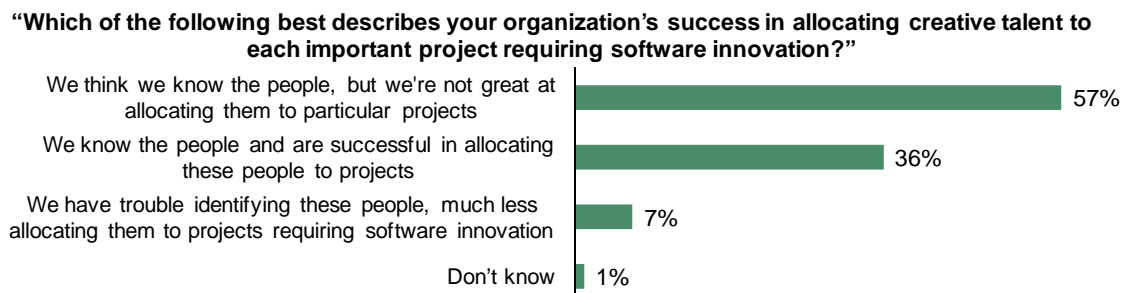 “Which of the following best describes your organization’s success in allocating creative talent to
each important project requiring software innovation?”
We think we know the people, but we're not great at
allocating them to particular projects
57%
We know the people and are successful in allocating
these people to projects
36%
We have trouble identifying these people, much less
allocating them to projects requiring software innovation
7%
Don’t know
1%